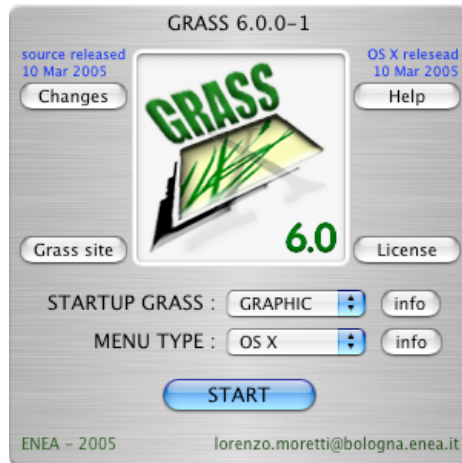 GRASS 6.0.0-1
source released
10 Mar 2005
OS X relesead
10 Mar 2005
Changes
Help
GRASS
6.0
Grass site
License
STARTUP GRASS : GRAPHIC info
MENU TYPE : OS X info
START
ENEA - 2005 lorenzo.moretti@bologna.enea.it